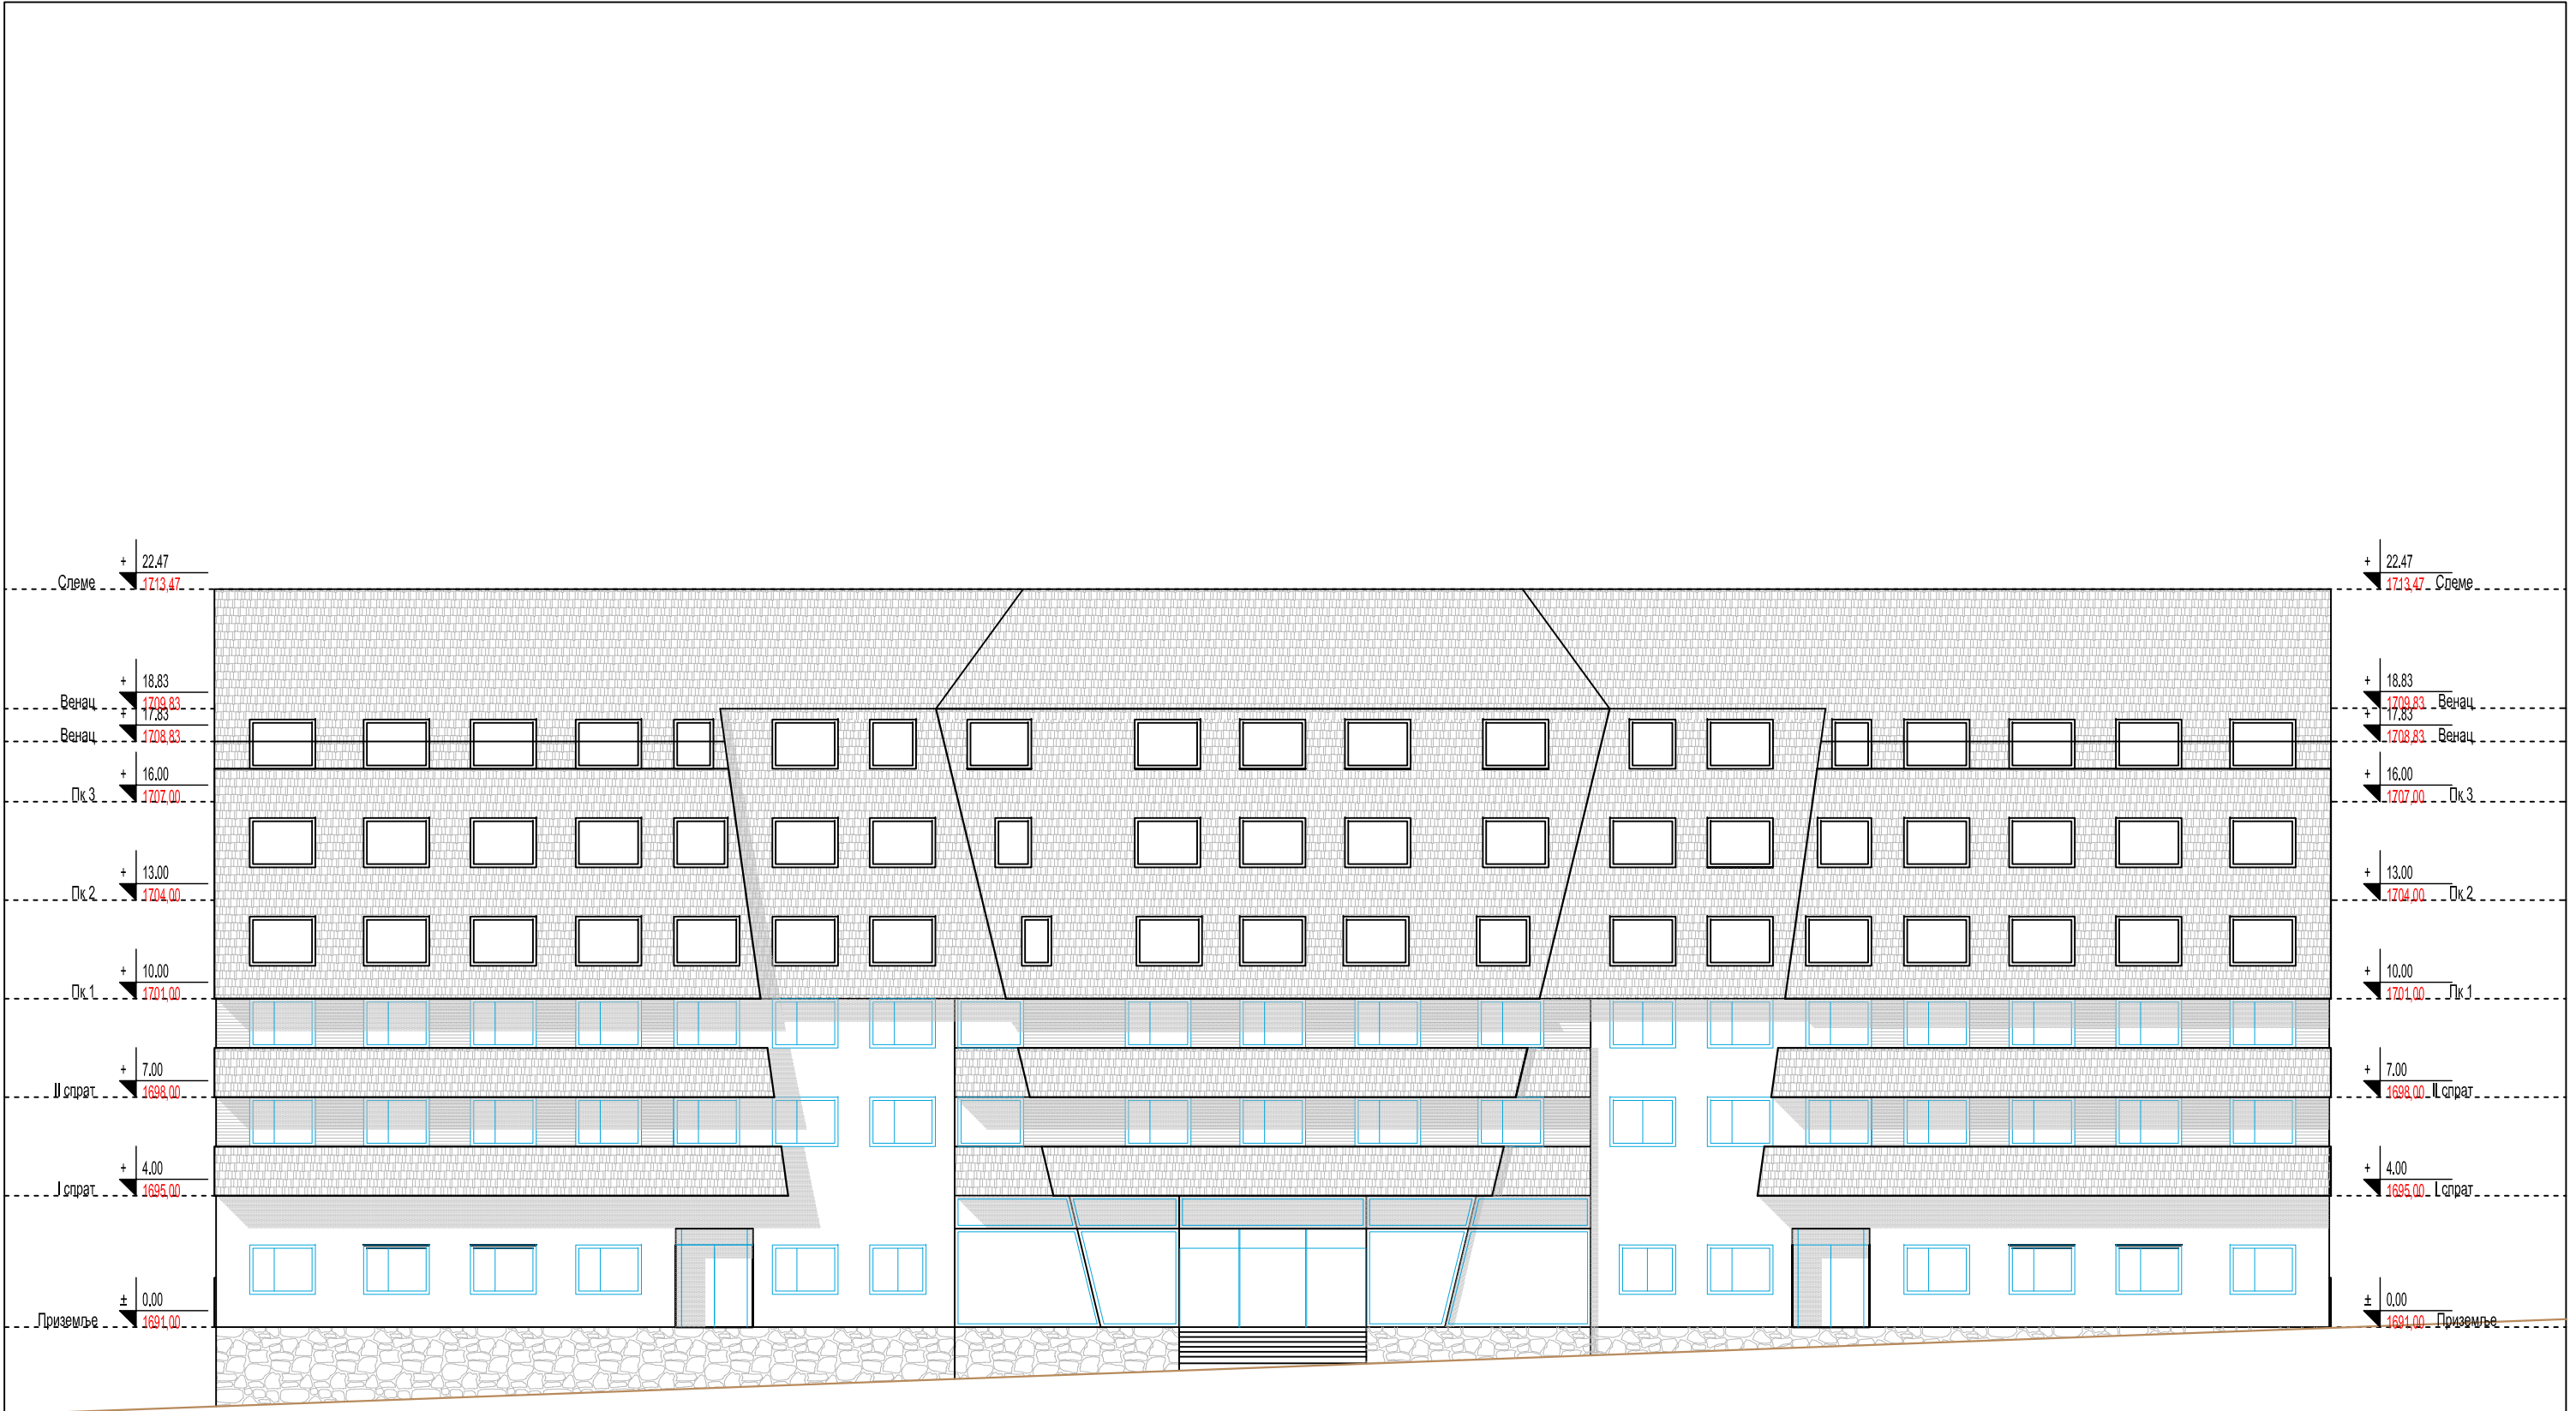 + 22.47
Слеме 1713,47
+ 18.83
Венац 1709,83
+ 17.83
Венац 1708,83
+ 16.00
Пк 3 1707,00
+ 13.00
Пк 2 1704,00
+ 10.00
Пк 1 1701,00
+ 7.00
II спрат 1698,00
+ 4.00
I спрат 1695,00
± 0.00
Приземље 1691,00
+ 22.47
1713,47 Слеме
+ 18.83
1709,83 Венац
+ 17.83
1708,83 Венац
+ 16.00
1707,00 Пк 3
+ 13.00
1704,00 Пк 2
+ 10.00
1701,00 Пк 1
+ 7.00
1698,00 II спрат
+ 4.00
1695,00 I спрат
± 0.00
1691,00 Приземље